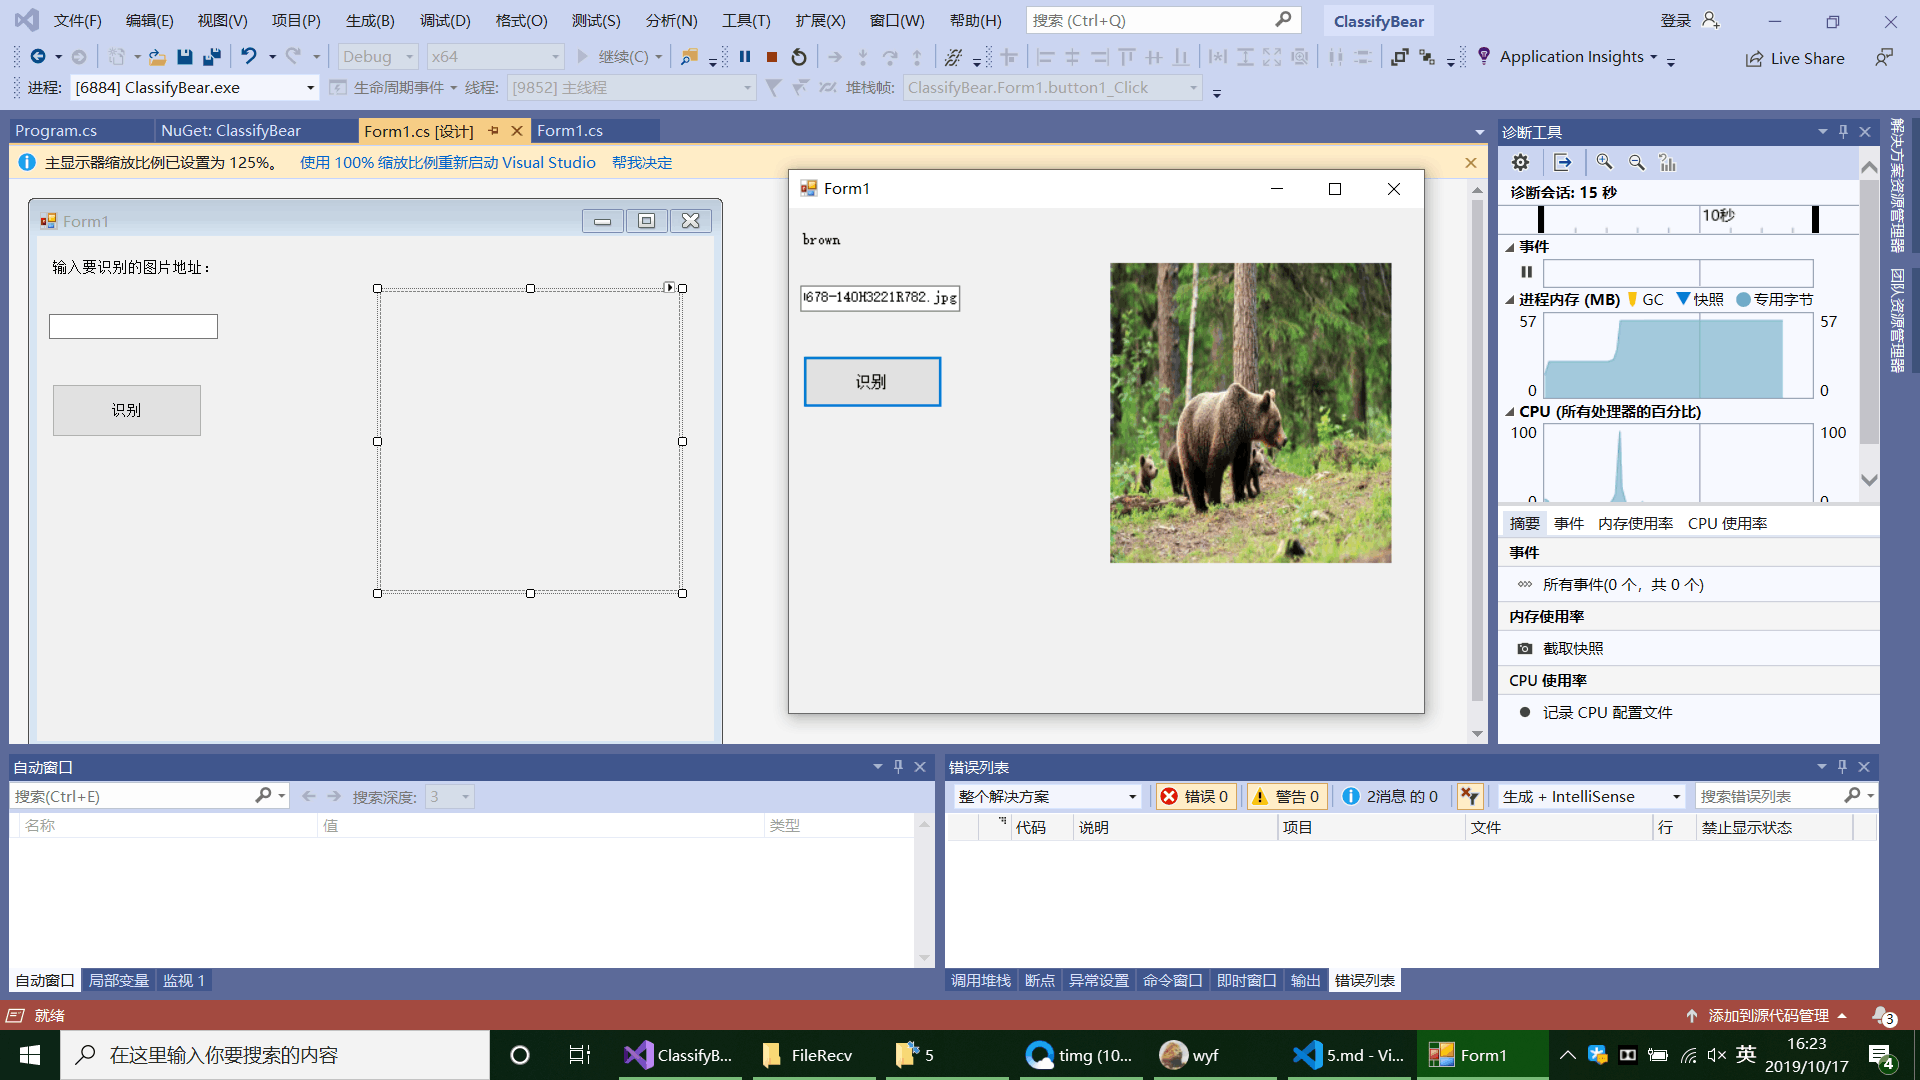 文件(F) 编辑(E) 视图(V) 项目(P) 生成(B) 调试(D) 格式(O) 测试(S) 分析(N) 工具(T) 扩展(X) 窗口(W) 帮助(H) 搜索 (Ctrl+Q) ClassifyBear 登录
Debug x64 继续(C) Application Insights Live Share
进程: [6884] ClassifyBear.exe 生命周期事件 线程: [9852] 主线程 堆栈帧: ClassifyBear.Form1.button1_Click
Program.cs NuGet: ClassifyBear Form1.cs [设计] Form1.cs
主显示器缩放比例已设置为 125%。 使用 100% 缩放比例重新启动 Visual Studio 帮我决定
Form1
输入要识别的图片地址：
识别
Form1
brown
678-140H3221R782.jpg
识别
诊断工具
诊断会话: 15 秒
10秒
事件
进程内存 (MB) GC 快照 专用字节
57 57
0 0
CPU (所有处理器的百分比)
100 100
0 0
摘要 事件 内存使用率 CPU 使用率
事件
所有事件(0 个，共 0 个)
内存使用率
截取快照
CPU 使用率
记录 CPU 配置文件
解决方案资源管理器
团队资源管理器
自动窗口
搜索(Ctrl+E) 搜索深度: 3
名称 值 类型
自动窗口 局部变量 监视 1
错误列表
整个解决方案 错误 0 警告 0 2消息 的 0 生成 + IntelliSense 搜索错误列表
代码 说明 项目 文件 行 禁止显示状态
调用堆栈 断点 异常设置 命令窗口 即时窗口 输出 错误列表
就绪 添加到源代码管理 3
在这里输入你要搜索的内容 ClassifyB... FileRecv 5 timg (10... wyf 5.md - Vi... Form1 英 16:23
2019/10/17 4